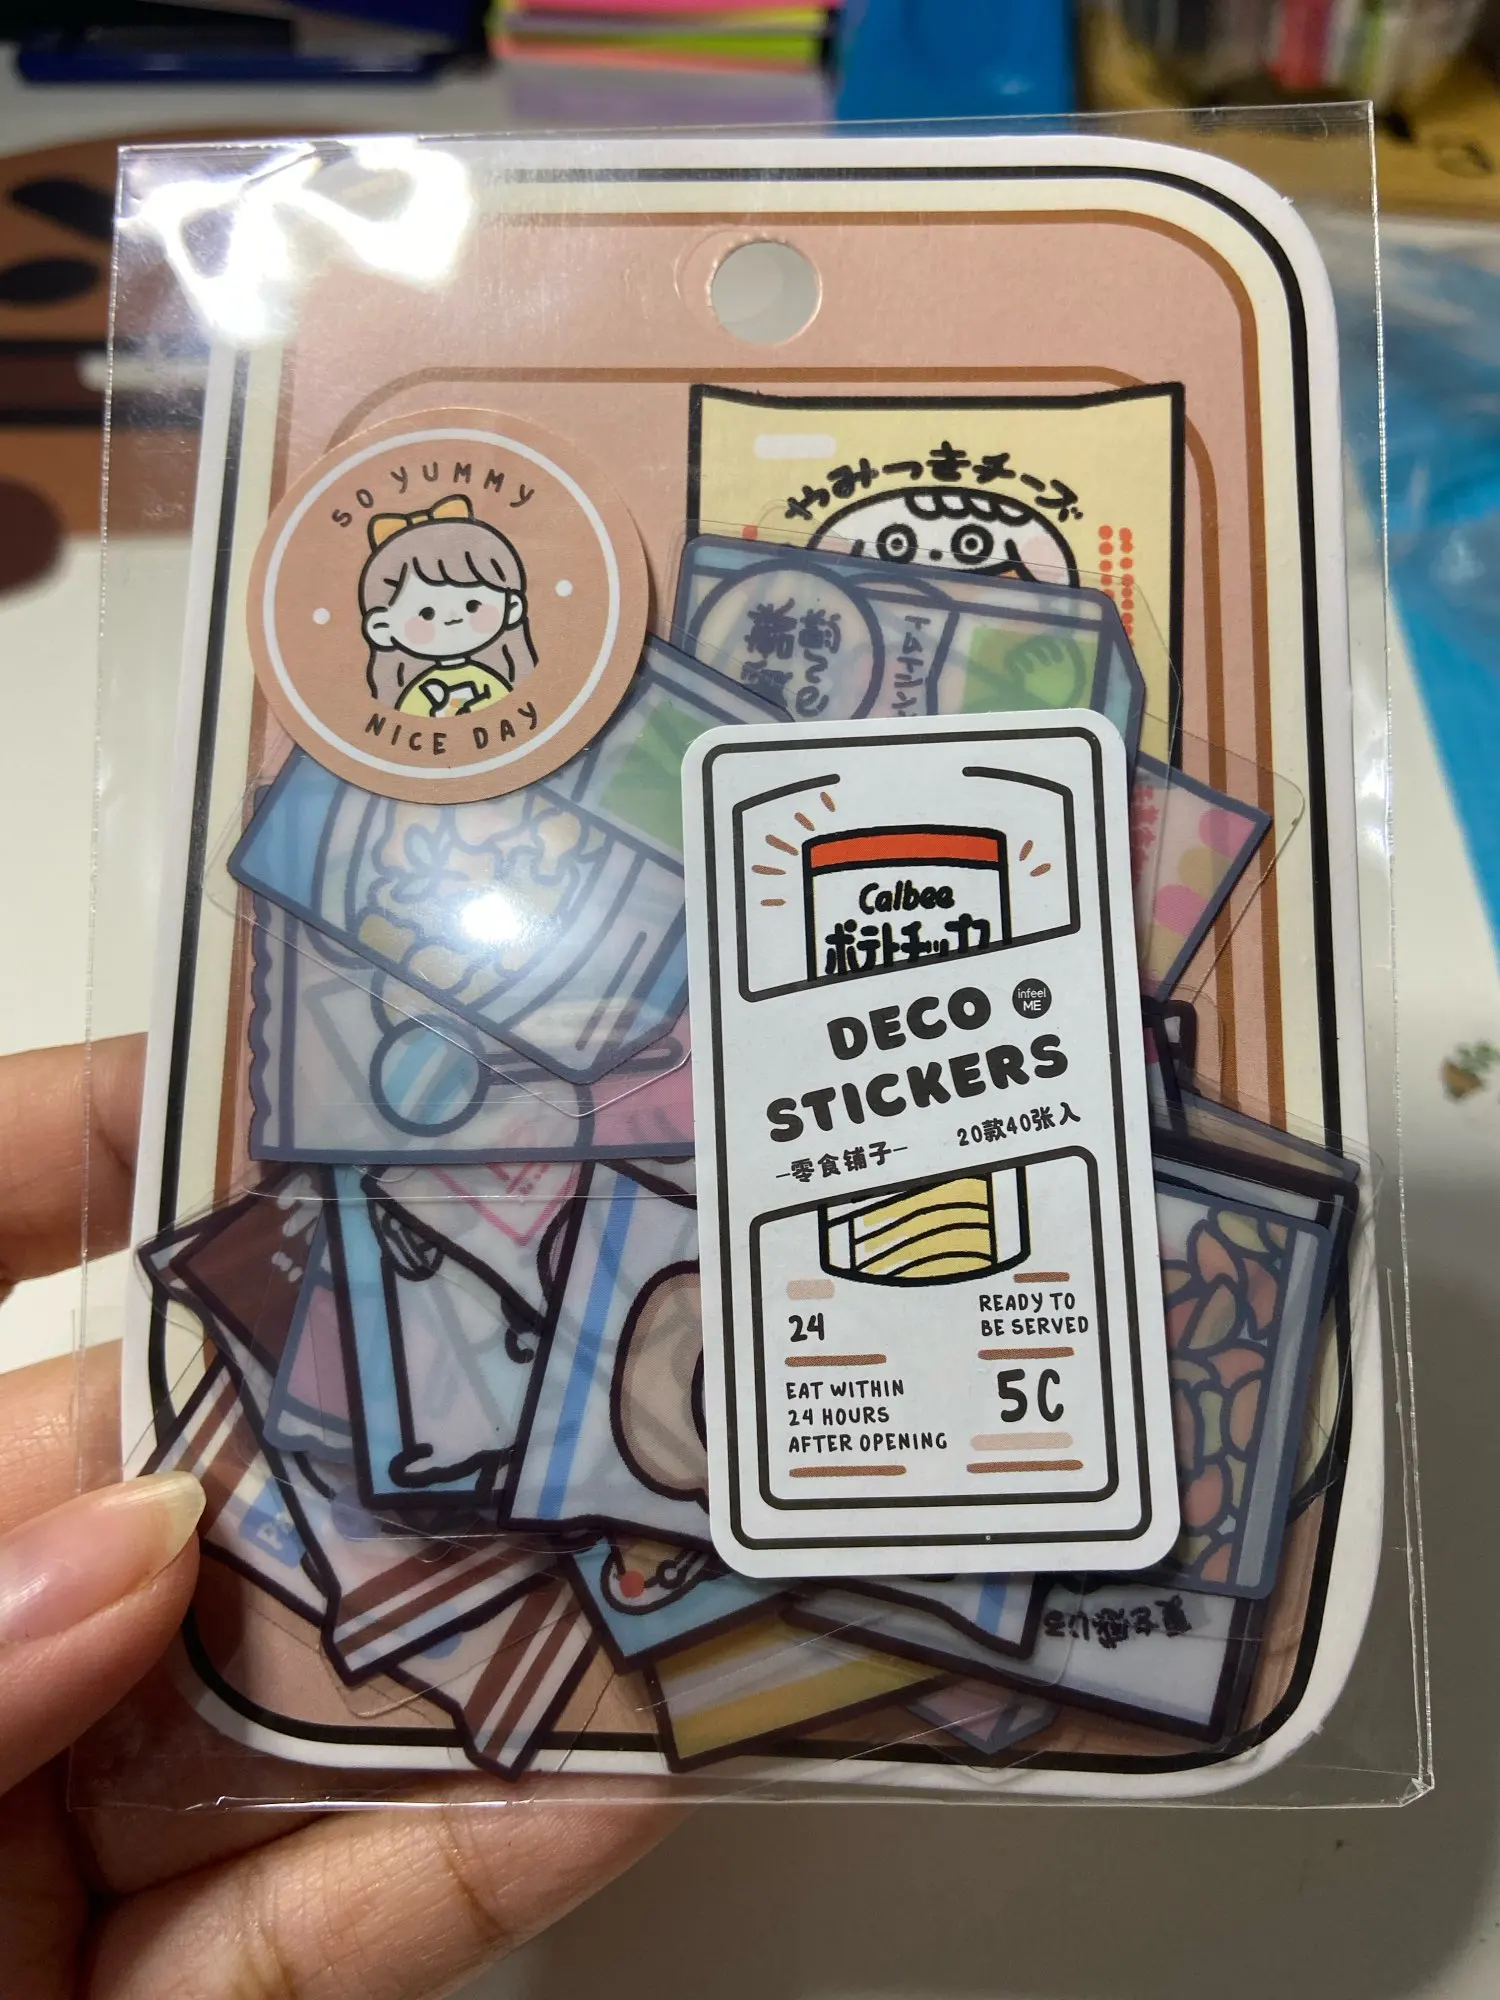 SO YUMMY
NICE DAY
やみつきチーズ
Calbee
ポテトチップス
DECO
infeel
ME
STICKERS
20款40张入
-零食铺子-
24
READY TO
BE SERVED
EAT WITHIN
24 HOURS
AFTER OPENING
5C